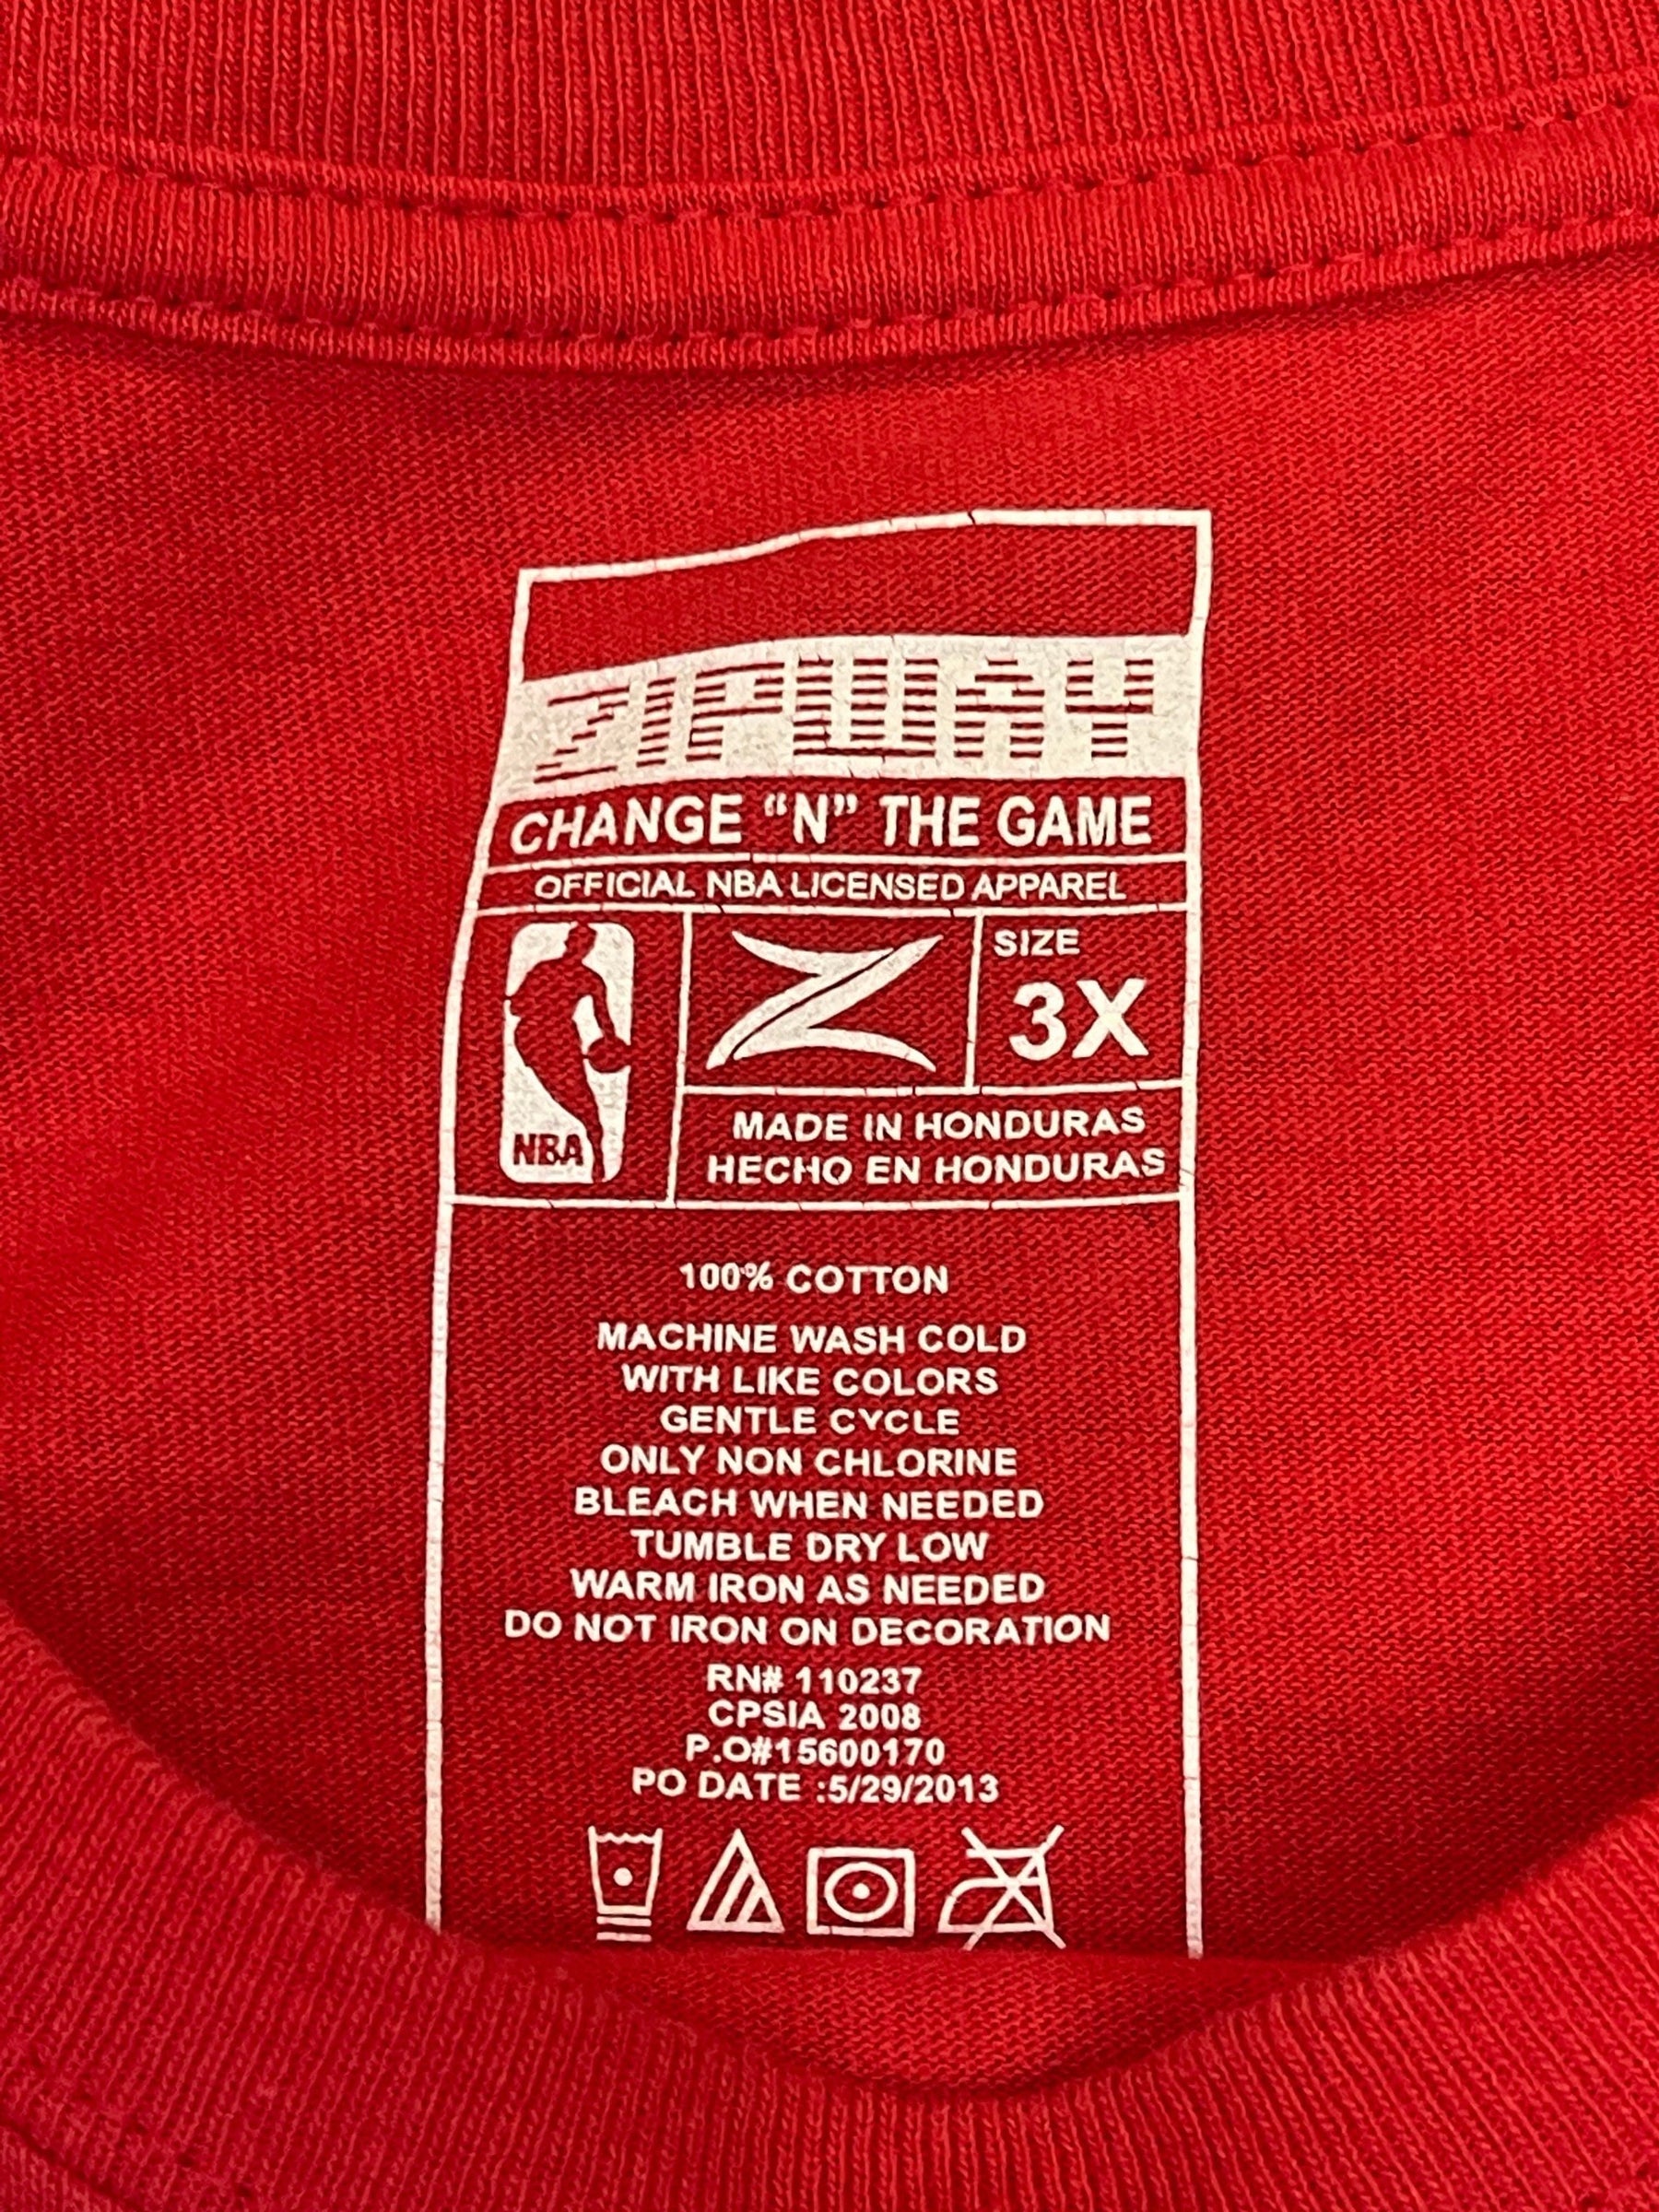 ZIPWAY
CHANGE “N” THE GAME
OFFICIAL NBA LICENSED APPAREL
NBA
SIZE
3X
MADE IN HONDURAS
HECHO EN HONDURAS
100% COTTON
MACHINE WASH COLD
WITH LIKE COLORS
GENTLE CYCLE
ONLY NON CHLORINE
BLEACH WHEN NEEDED
TUMBLE DRY LOW
WARM IRON AS NEEDED
DO NOT IRON ON DECORATION
RN# 110237
CPSIA 2008
P.O#15600170
PO DATE :5/29/2013